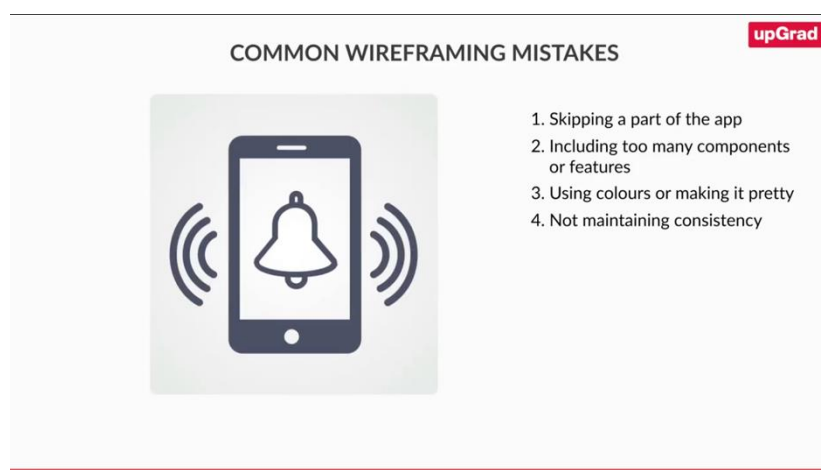 upGrad
COMMON WIREFRAMING MISTAKES
1. Skipping a part of the app
2. Including too many components
or features
3. Using colours or making it pretty
4. Not maintaining consistency